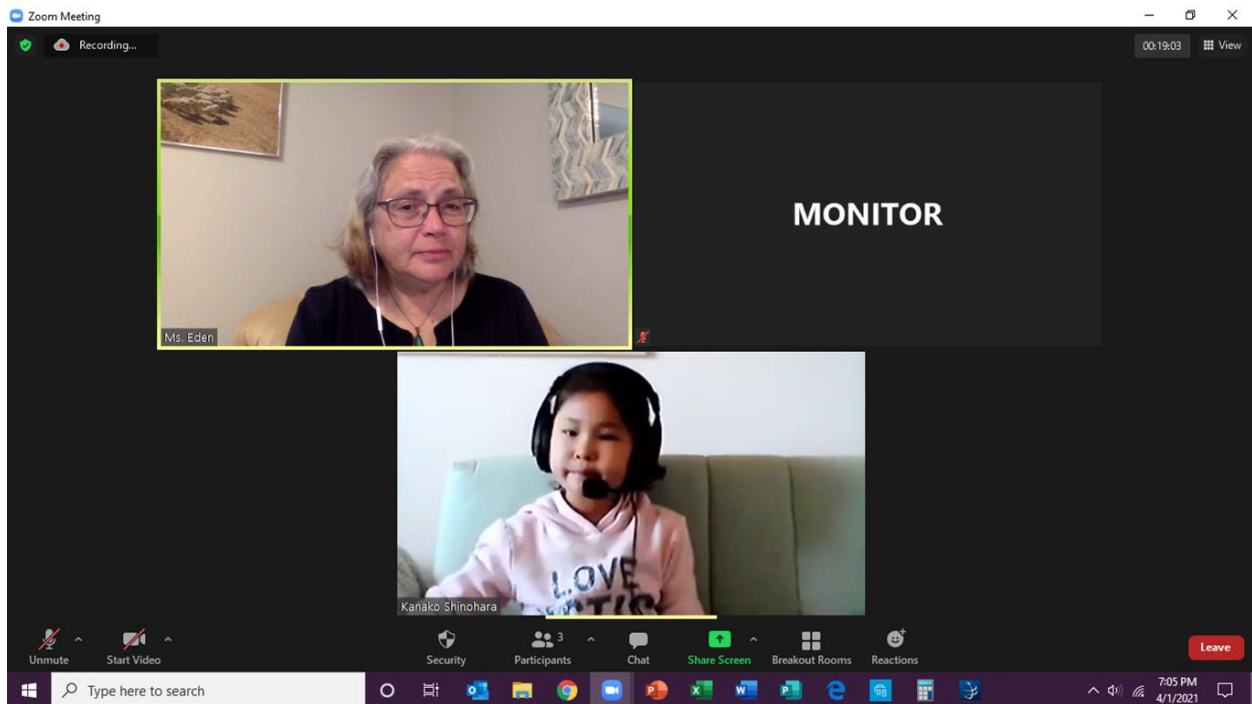 Zoom Meeting
Recording...
00:19:03
View
MONITOR
Ms. Eden
LOVE
Kanako Shinohara
Unmute
Start Video
Security
Participants
3
Chat
Share Screen
Breakout Rooms
Reactions
Leave
Type here to search
7:05 PM
4/1/2021